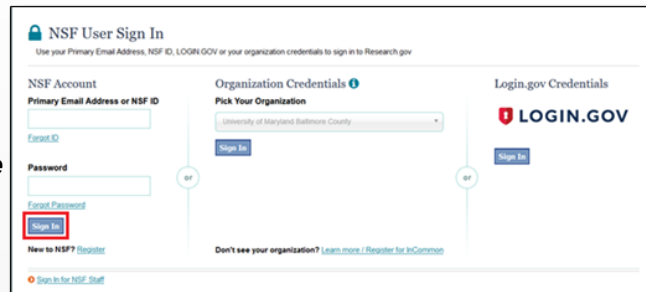 NSF User Sign In
Use your Primary Email Address, NSF ID, LOGIN.GOV or your organization credentials to sign in to Research.gov
NSF Account
Primary Email Address or NSF ID
Forgot ID
Password
Forgot Password
Sign In
New to NSF? Register
or
Organization Credentials
Pick Your Organization
University of Maryland Baltimore County
Sign In
Don't see your organization? Learn more / Register for InCommon
or
Login.gov Credentials
LOGIN.GOV
Sign In
Sign In for NSF Staff